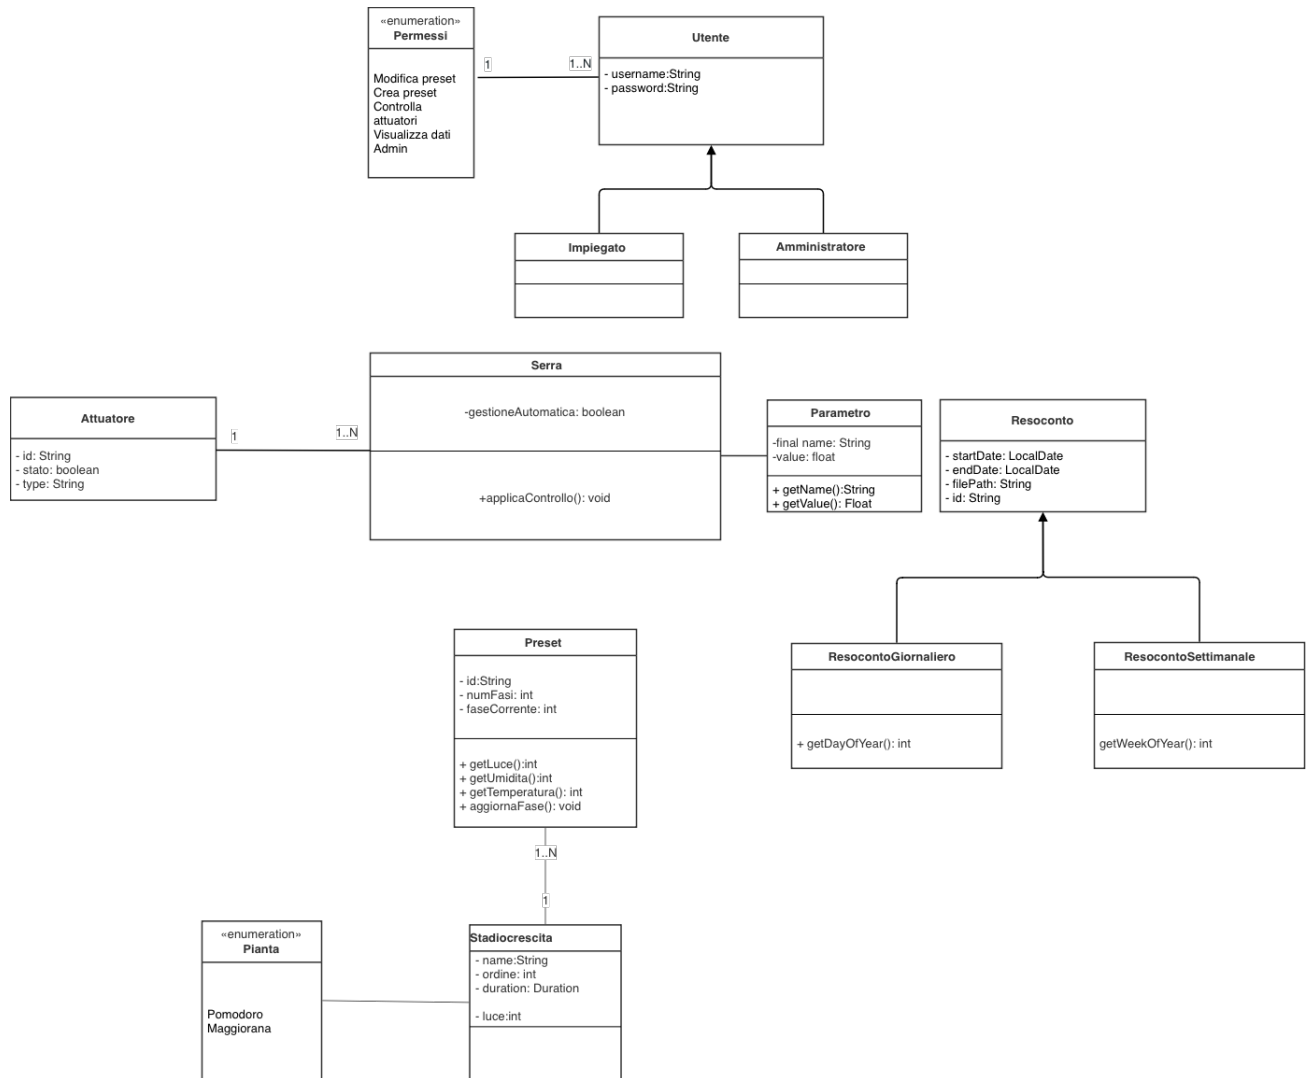 «enumeration»
Permessi
Modifica preset
Crea preset
Controlla
attuatori
Visualizza dati
Admin
1
1..N
Utente
- username:String
- password:String
Impiegato
Amministratore
Attuatore
- id: String
- stato: boolean
- type: String
1
1..N
Serra
-gestioneAutomatica: boolean
+applicaControllo(): void
Parametro
-final name: String
-value: float
+ getName():String
+ getValue(): Float
Resoconto
- startDate: LocalDate
- endDate: LocalDate
- filePath: String
- id: String
ResocontoGiornaliero
+ getDayOfYear(): int
ResocontoSettimanale
getWeekOfYear(): int
Preset
- id:String
- numFasi: int
- faseCorrente: int
+ getLuce():int
+ getUmidita():int
+ getTemperatura(): int
+ aggiornaFase(): void
1..N
1
«enumeration»
Pianta
Pomodoro
Maggiorana
Stadiocrescita
- name:String
- ordine: int
- duration: Duration
- luce:int